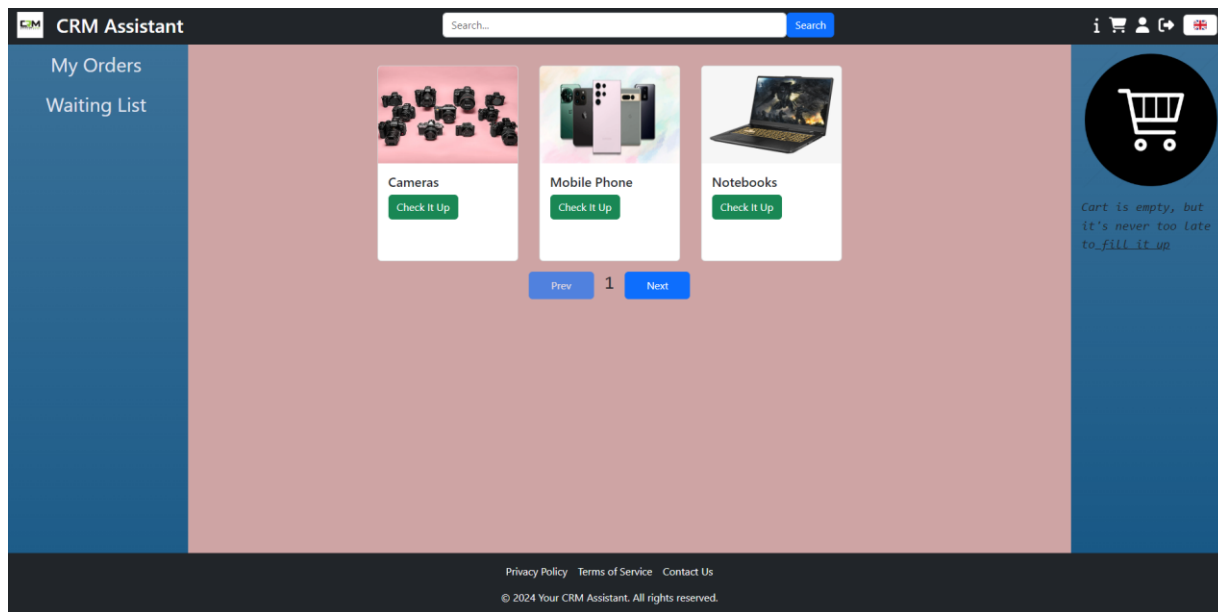 CRM
CRM Assistant
Search...
Search
My Orders
Waiting List
Cameras
Check It Up
Mobile Phone
Check It Up
Notebooks
Check It Up
Prev
1
Next
Cart is empty, but
it's never too late
to fill it up
Privacy Policy Terms of Service Contact Us
© 2024 Your CRM Assistant. All rights reserved.